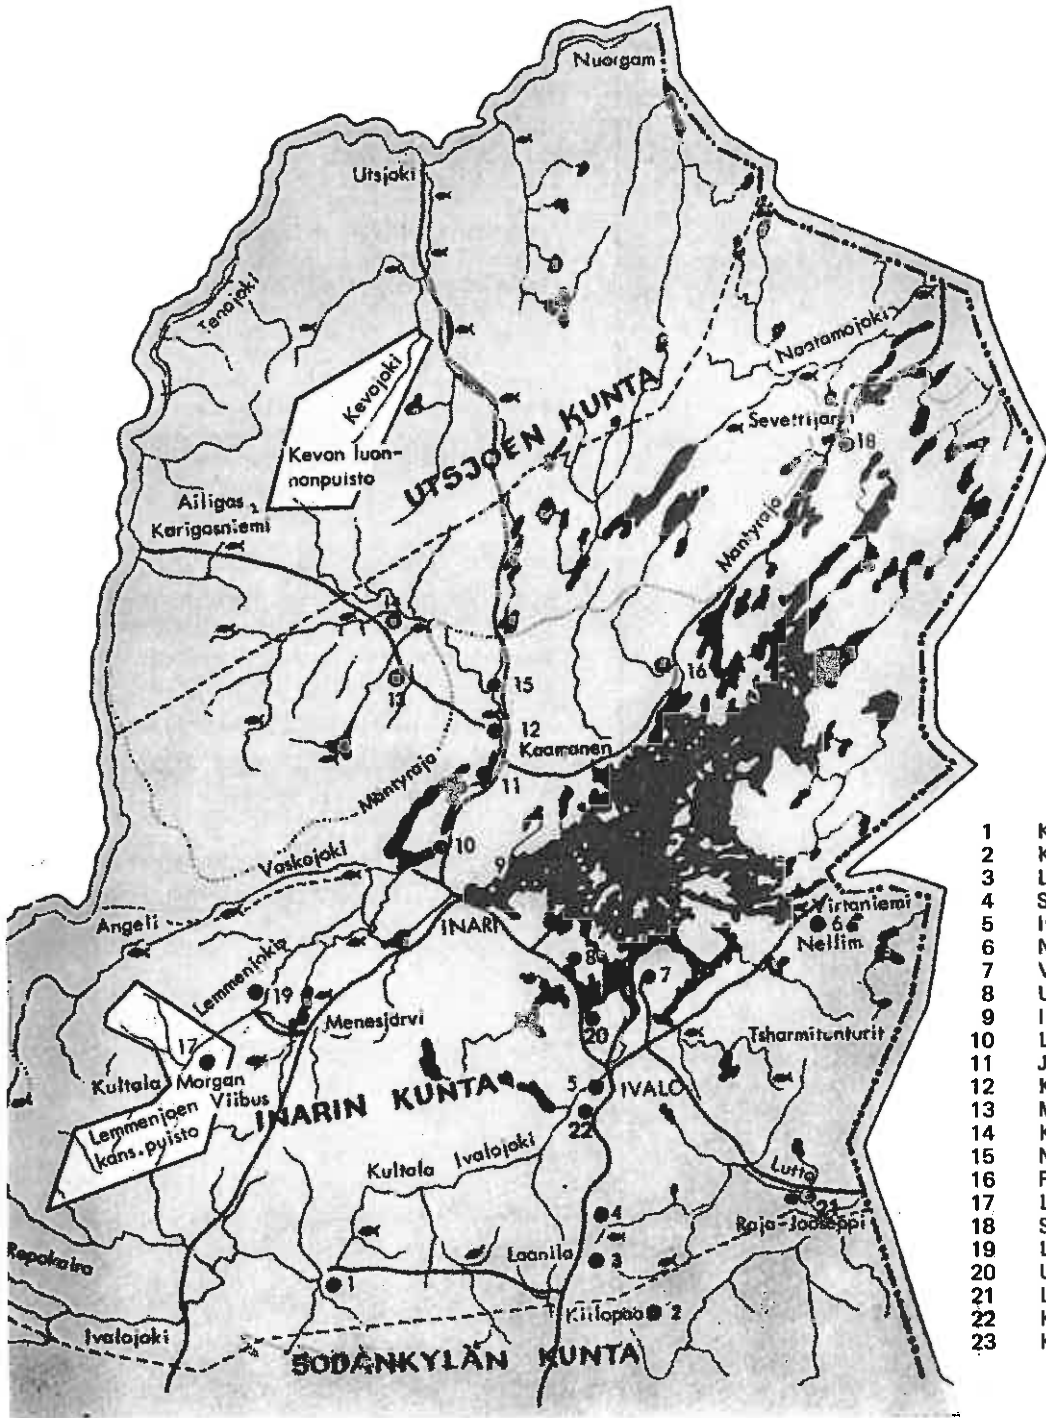 Nuorgam
Utsjoki
Tenojoki
Näätämöjoki
Kevojoki
UTSJOEN KUNTA
Sevettijärvi
18
Kevon luon-
nonpuisto
Ailigas
Karigasniemi
Mäntyraja
14
13
15
16
12
Kaamanen
11
Mäntyraja
10
9
Vaskojoki
Angeli
INARI
Virtaniemi
6
Nellim
Lemmenjoki
8
7
19
Menesjärvi
20
Tsharmitunturit
17
Kultala Morgan
Viibus
5
IVALO
INARIN KUNTA
22
Lemmenjoen
kans.puisto
Kultala
Ivalojoki
Lutto
21
4
Raja-Jooseppi
Repokaira
Laanila
3
1
Kiilopää
2
Ivalojoki
SODANKYLÄN KUNTA
1 K
2 K
3 L
4 S
5 I
6 N
7 V
8 U
9 I
10 L
11 J
12 K
13 M
14 K
15 N
16 P
17 L
18 S
19 L
20 U
21 L
22 K
23 K